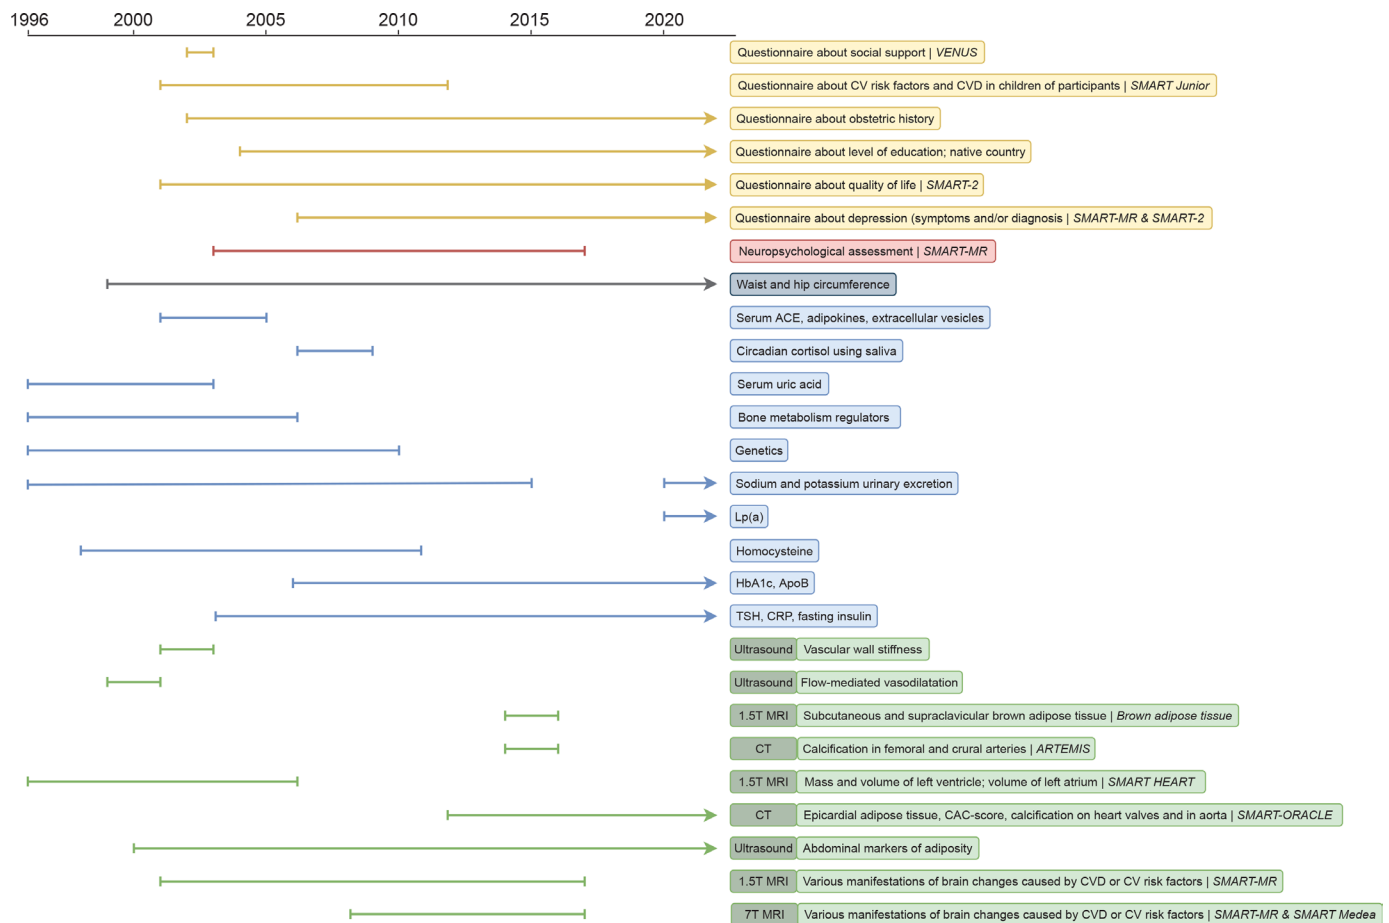 1996 2000 2005 2010 2015 2020
Questionnaire about social support | VENUS
Questionnaire about CV risk factors and CVD in children of participants | SMART Junior
Questionnaire about obstetric history
Questionnaire about level of education; native country
Questionnaire about quality of life | SMART-2
Questionnaire about depression (symptoms and/or diagnosis | SMART-MR & SMART-2
Neuropsychological assessment | SMART-MR
Waist and hip circumference
Serum ACE, adipokines, extracellular vesicles
Circadian cortisol using saliva
Serum uric acid
Bone metabolism regulators
Genetics
Sodium and potassium urinary excretion
Lp(a)
Homocysteine
HbA1c, ApoB
TSH, CRP, fasting insulin
Ultrasound Vascular wall stiffness
Ultrasound Flow-mediated vasodilatation
1.5T MRI Subcutaneous and supraclavicular brown adipose tissue | Brown adipose tissue
CT Calcification in femoral and crural arteries | ARTEMIS
1.5T MRI Mass and volume of left ventricle; volume of left atrium | SMART HEART
CT Epicardial adipose tissue, CAC-score, calcification on heart valves and in aorta | SMART-ORACLE
Ultrasound Abdominal markers of adiposity
1.5T MRI Various manifestations of brain changes caused by CVD or CV risk factors | SMART-MR
7T MRI Various manifestations of brain changes caused by CVD or CV risk factors | SMART-MR & SMART Medea